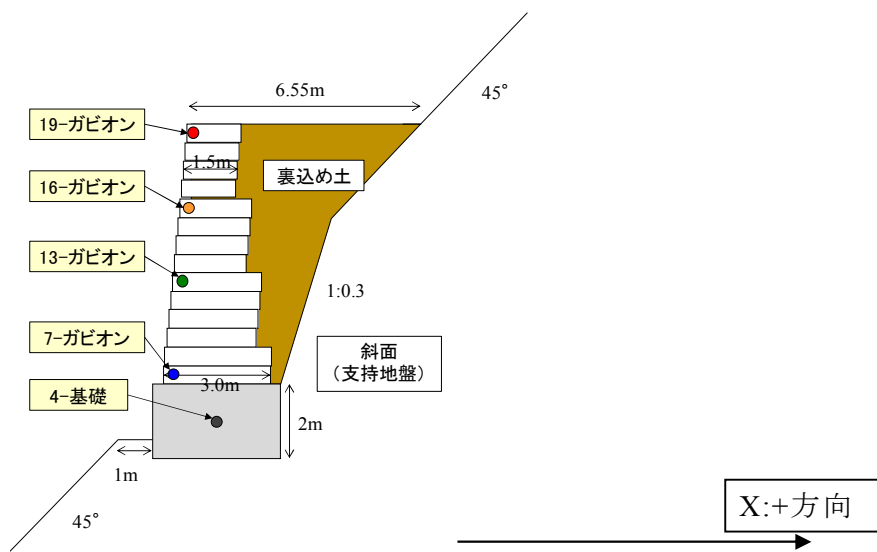 6.55m
45°
19-ガビオン
1.5m
裏込め土
16-ガビオン
13-ガビオン
1:0.3
7-ガビオン
斜面
(支持地盤)
3.0m
4-基礎
2m
1m
X:+方向
45°